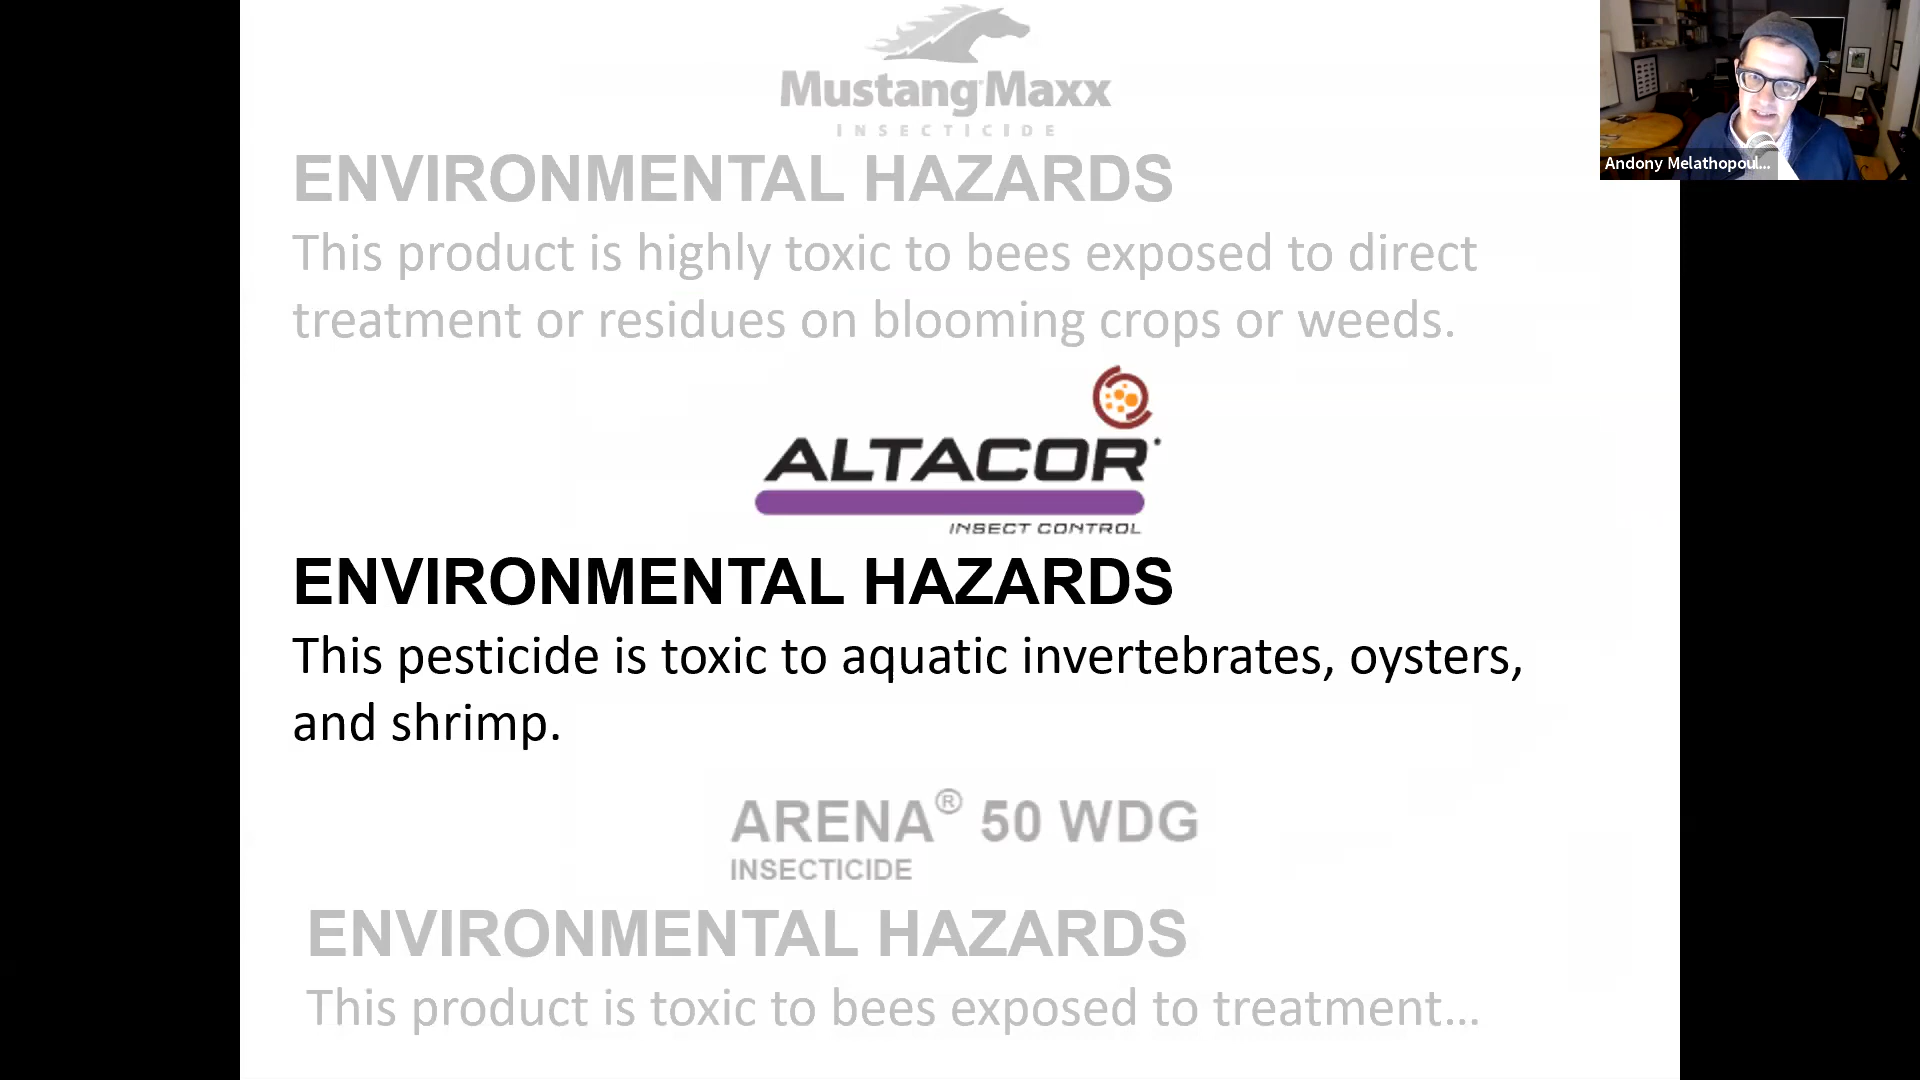 MustangMaxx
INSECTICIDE
ENVIRONMENTAL HAZARDS
This product is highly toxic to bees exposed to direct
treatment or residues on blooming crops or weeds.
ALTACOR
INSECT CONTROL
ENVIRONMENTAL HAZARDS
This pesticide is toxic to aquatic invertebrates, oysters,
and shrimp.
ARENA® 50 WDG
INSECTICIDE
ENVIRONMENTAL HAZARDS
This product is toxic to bees exposed to treatment...
Andony Melathopoul...